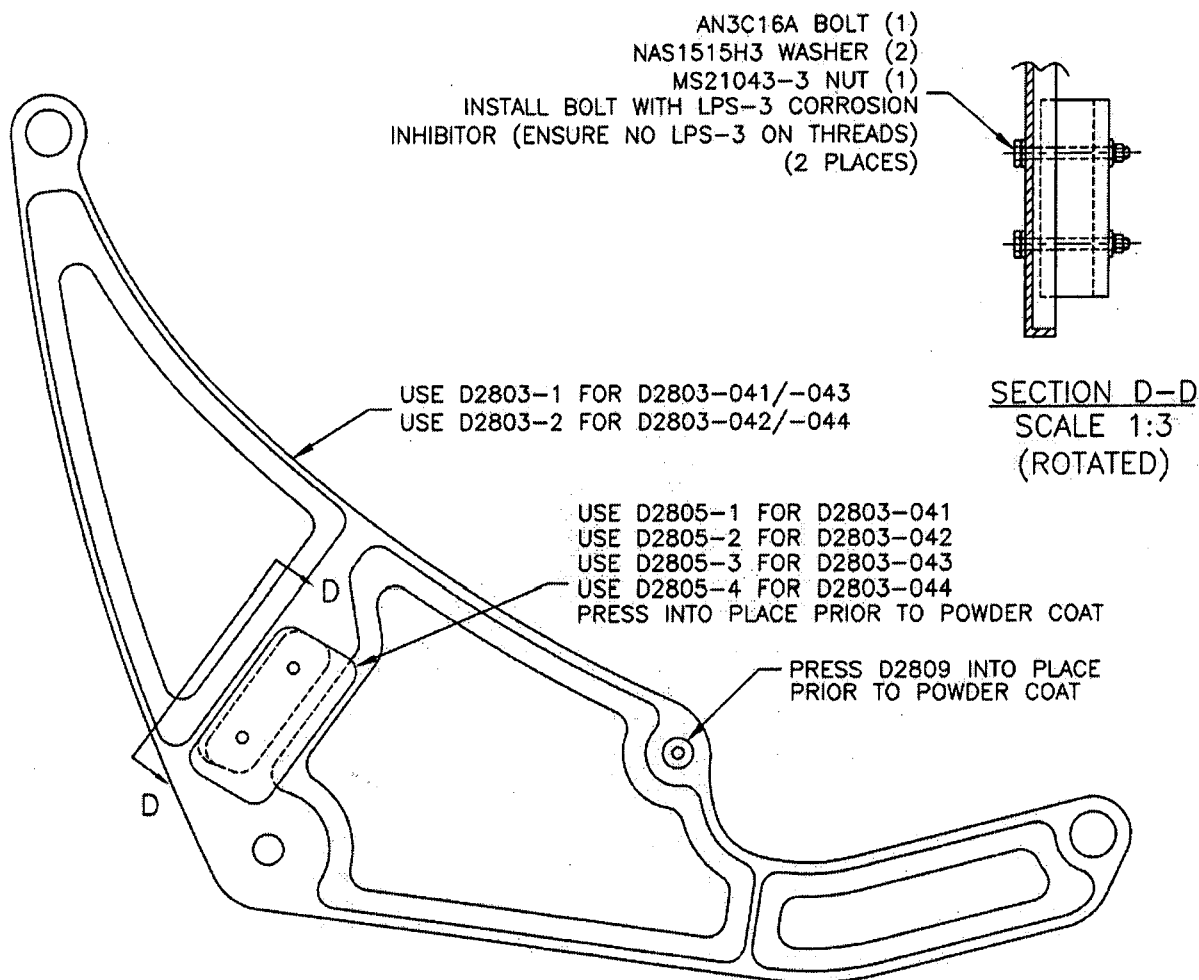 AN3C16A BOLT (1)
NAS1515H3 WASHER (2)
MS21043-3 NUT (1)
INSTALL BOLT WITH LPS-3 CORROSION
INHIBITOR (ENSURE NO LPS-3 ON THREADS)
(2 PLACES)
SECTION D-D
SCALE 1:3
(ROTATED)
USE D2803-1 FOR D2803-041/-043
USE D2803-2 FOR D2803-042/-044
USE D2805-1 FOR D2803-041
USE D2805-2 FOR D2803-042
USE D2805-3 FOR D2803-043
USE D2805-4 FOR D2803-044
PRESS INTO PLACE PRIOR TO POWDER COAT
D
PRESS D2809 INTO PLACE
PRIOR TO POWDER COAT
D